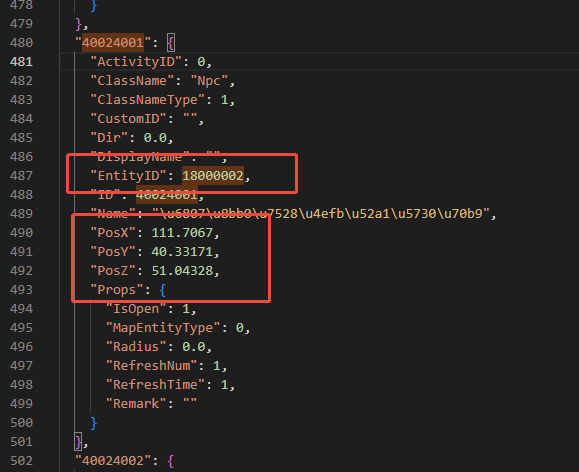 478 }
479 },
480 "40024001": {
481 "ActivityID": 0,
482 "ClassName": "Npc",
483 "ClassNameType": 1,
484 "CustomID": "",
485 "Dir": 0.0,
486 "DisplayName": "",
487 "EntityID": 18000002,
488 "ID": 40024001,
489 "Name": "\u6807\u8bb0\u7528\u4efb\u52a1\u5730\u70b9",
490 "PosX": 111.7067,
491 "PosY": 40.33171,
492 "PosZ": 51.04328,
493 "Props": {
494 "IsOpen": 1,
495 "MapEntityType": 0,
496 "Radius": 0.0,
497 "RefreshNum": 1,
498 "RefreshTime": 1,
499 "Remark": ""
500 }
501 },
502 "40024002": {